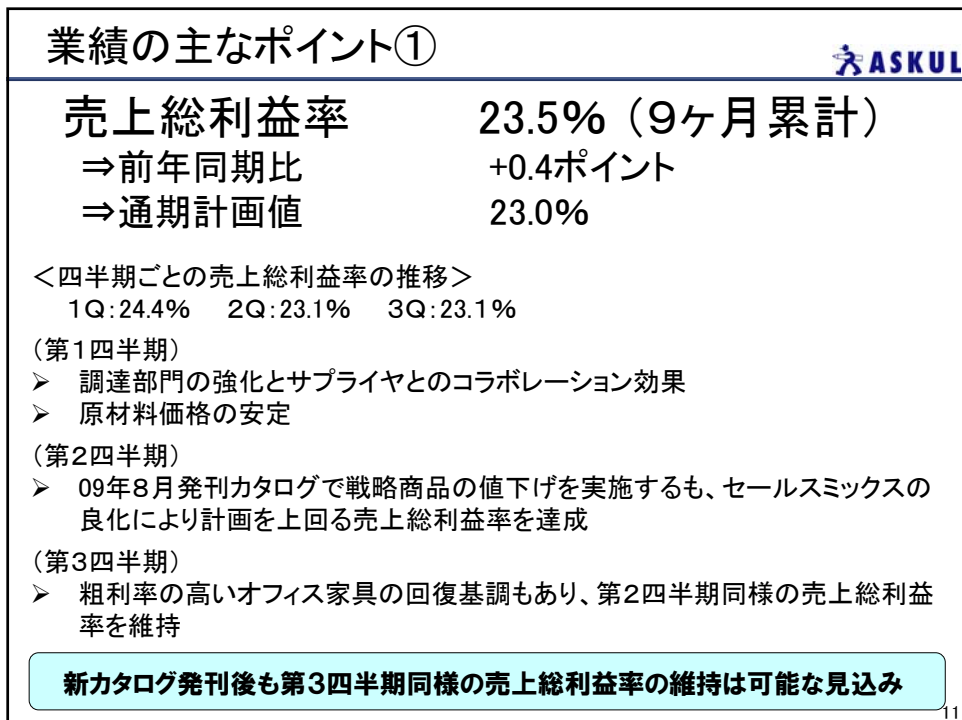 業績の主なポイント①
ASKUL
売上総利益率 23.5% (9ヶ月累計)
⇒前年同期比 +0.4ポイント
⇒通期計画値 23.0%
<四半期ごとの売上総利益率の推移>
1Q:24.4% 2Q:23.1% 3Q:23.1%
(第1四半期)
➢ 調達部門の強化とサプライヤとのコラボレーション効果
➢ 原材料価格の安定
(第2四半期)
➢ 09年8月発刊カタログで戦略商品の値下げを実施するも、セールスミックスの
良化により計画を上回る売上総利益率を達成
(第3四半期)
➢ 粗利率の高いオフィス家具の回復基調もあり、第2四半期同様の売上総利益
率を維持
新カタログ発刊後も第3四半期同様の売上総利益率の維持は可能な見込み
11